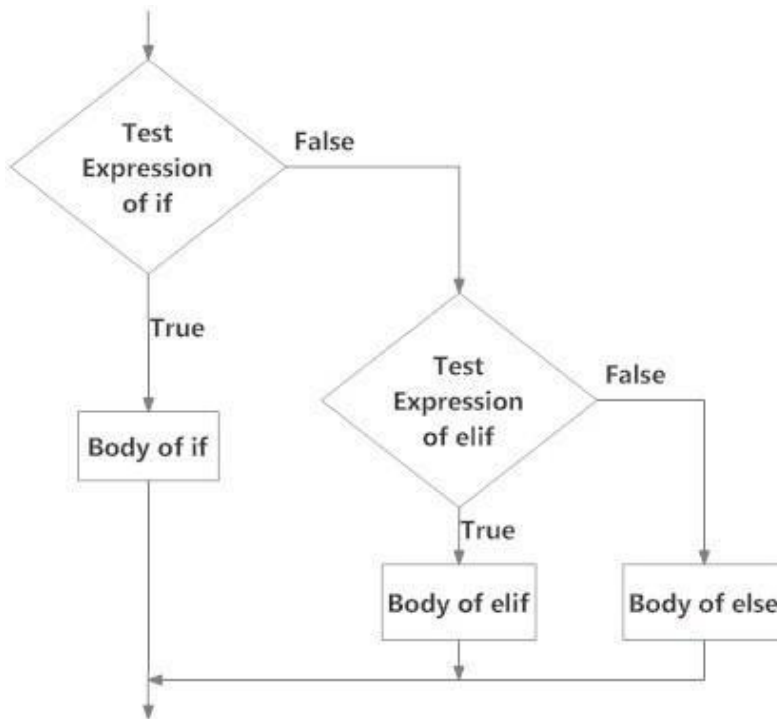 Test
Expression
of if
False
True
Body of if
Test
Expression
of elif
False
True
Body of elif
Body of else